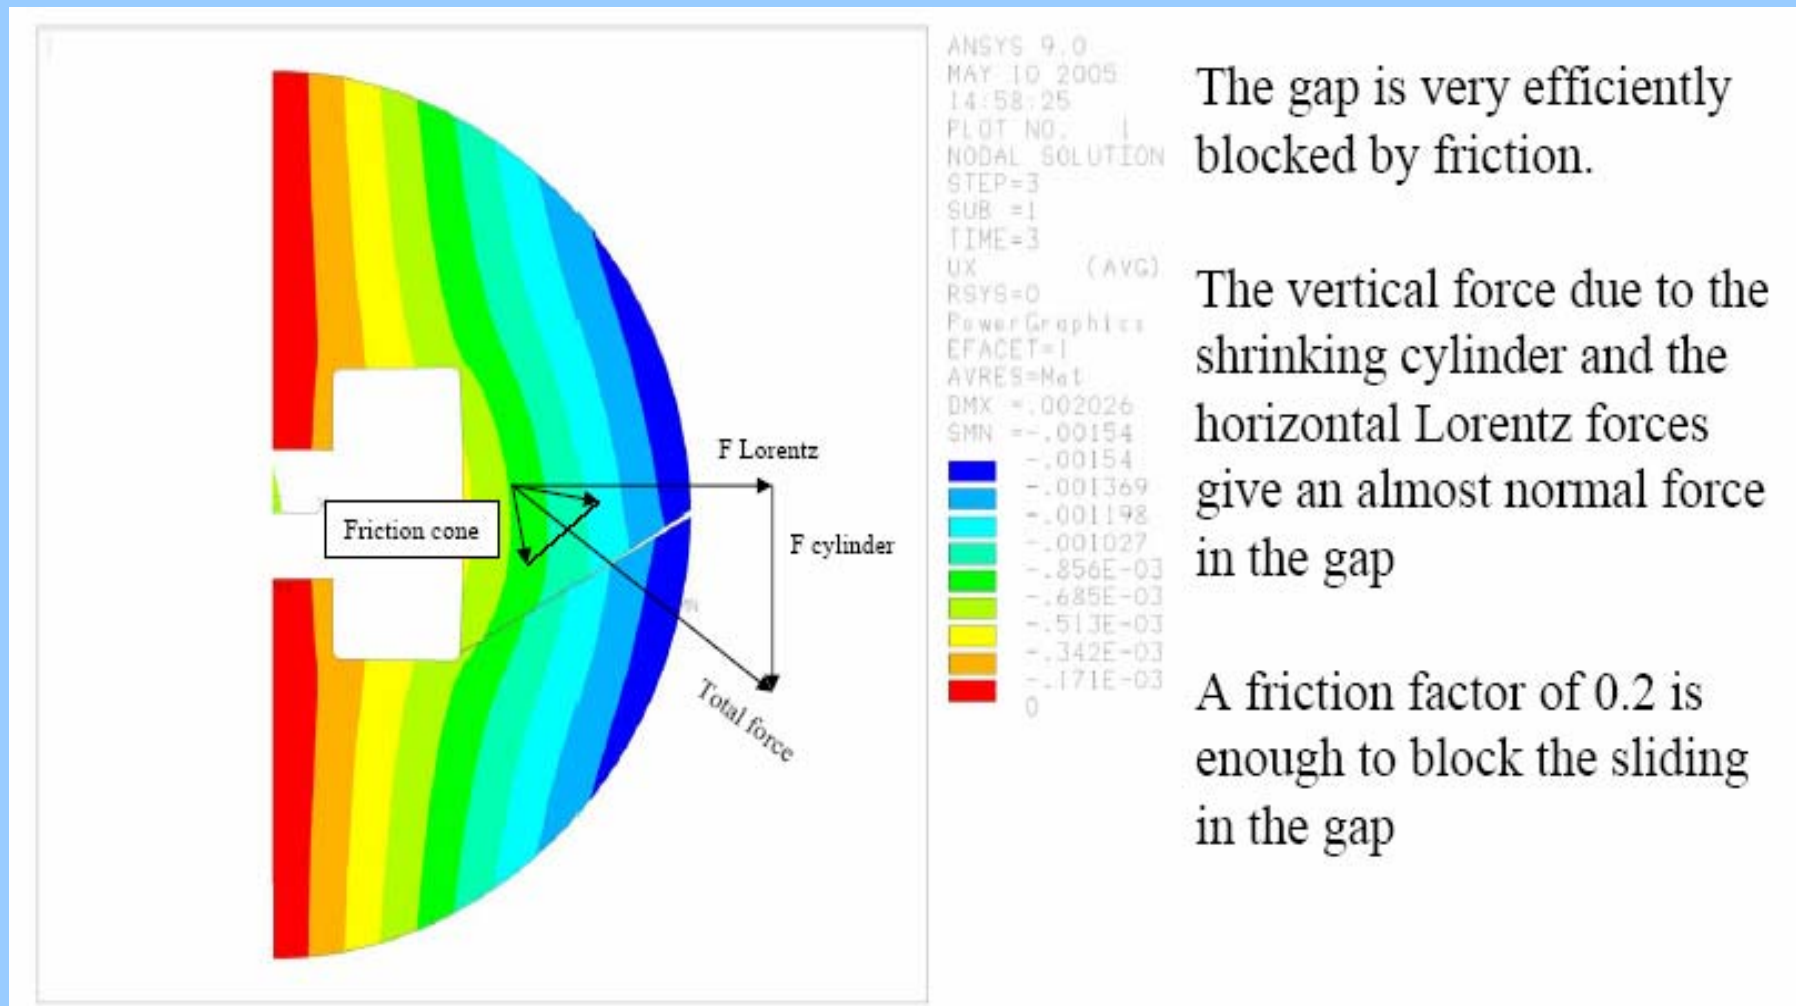 ANSYS 9.0
MAY 10 2005
14:58:25
PLOT NO. 1
NODAL SOLUTION
STEP=3
SUB =1
TIME=3
UX (AVG)
RSYS=0
PowerGraphics
EFACET=1
AVRES=Mat
DMX =.002026
SMN =-.00154
-.00154
-.001369
-.001198
-.001027
-.856E-03
-.685E-03
-.513E-03
-.342E-03
-.171E-03
0
F Lorentz
Friction cone
F cylinder
Total force
The gap is very efficiently
blocked by friction.
The vertical force due to the
shrinking cylinder and the
horizontal Lorentz forces
give an almost normal force
in the gap
A friction factor of 0.2 is
enough to block the sliding
in the gap